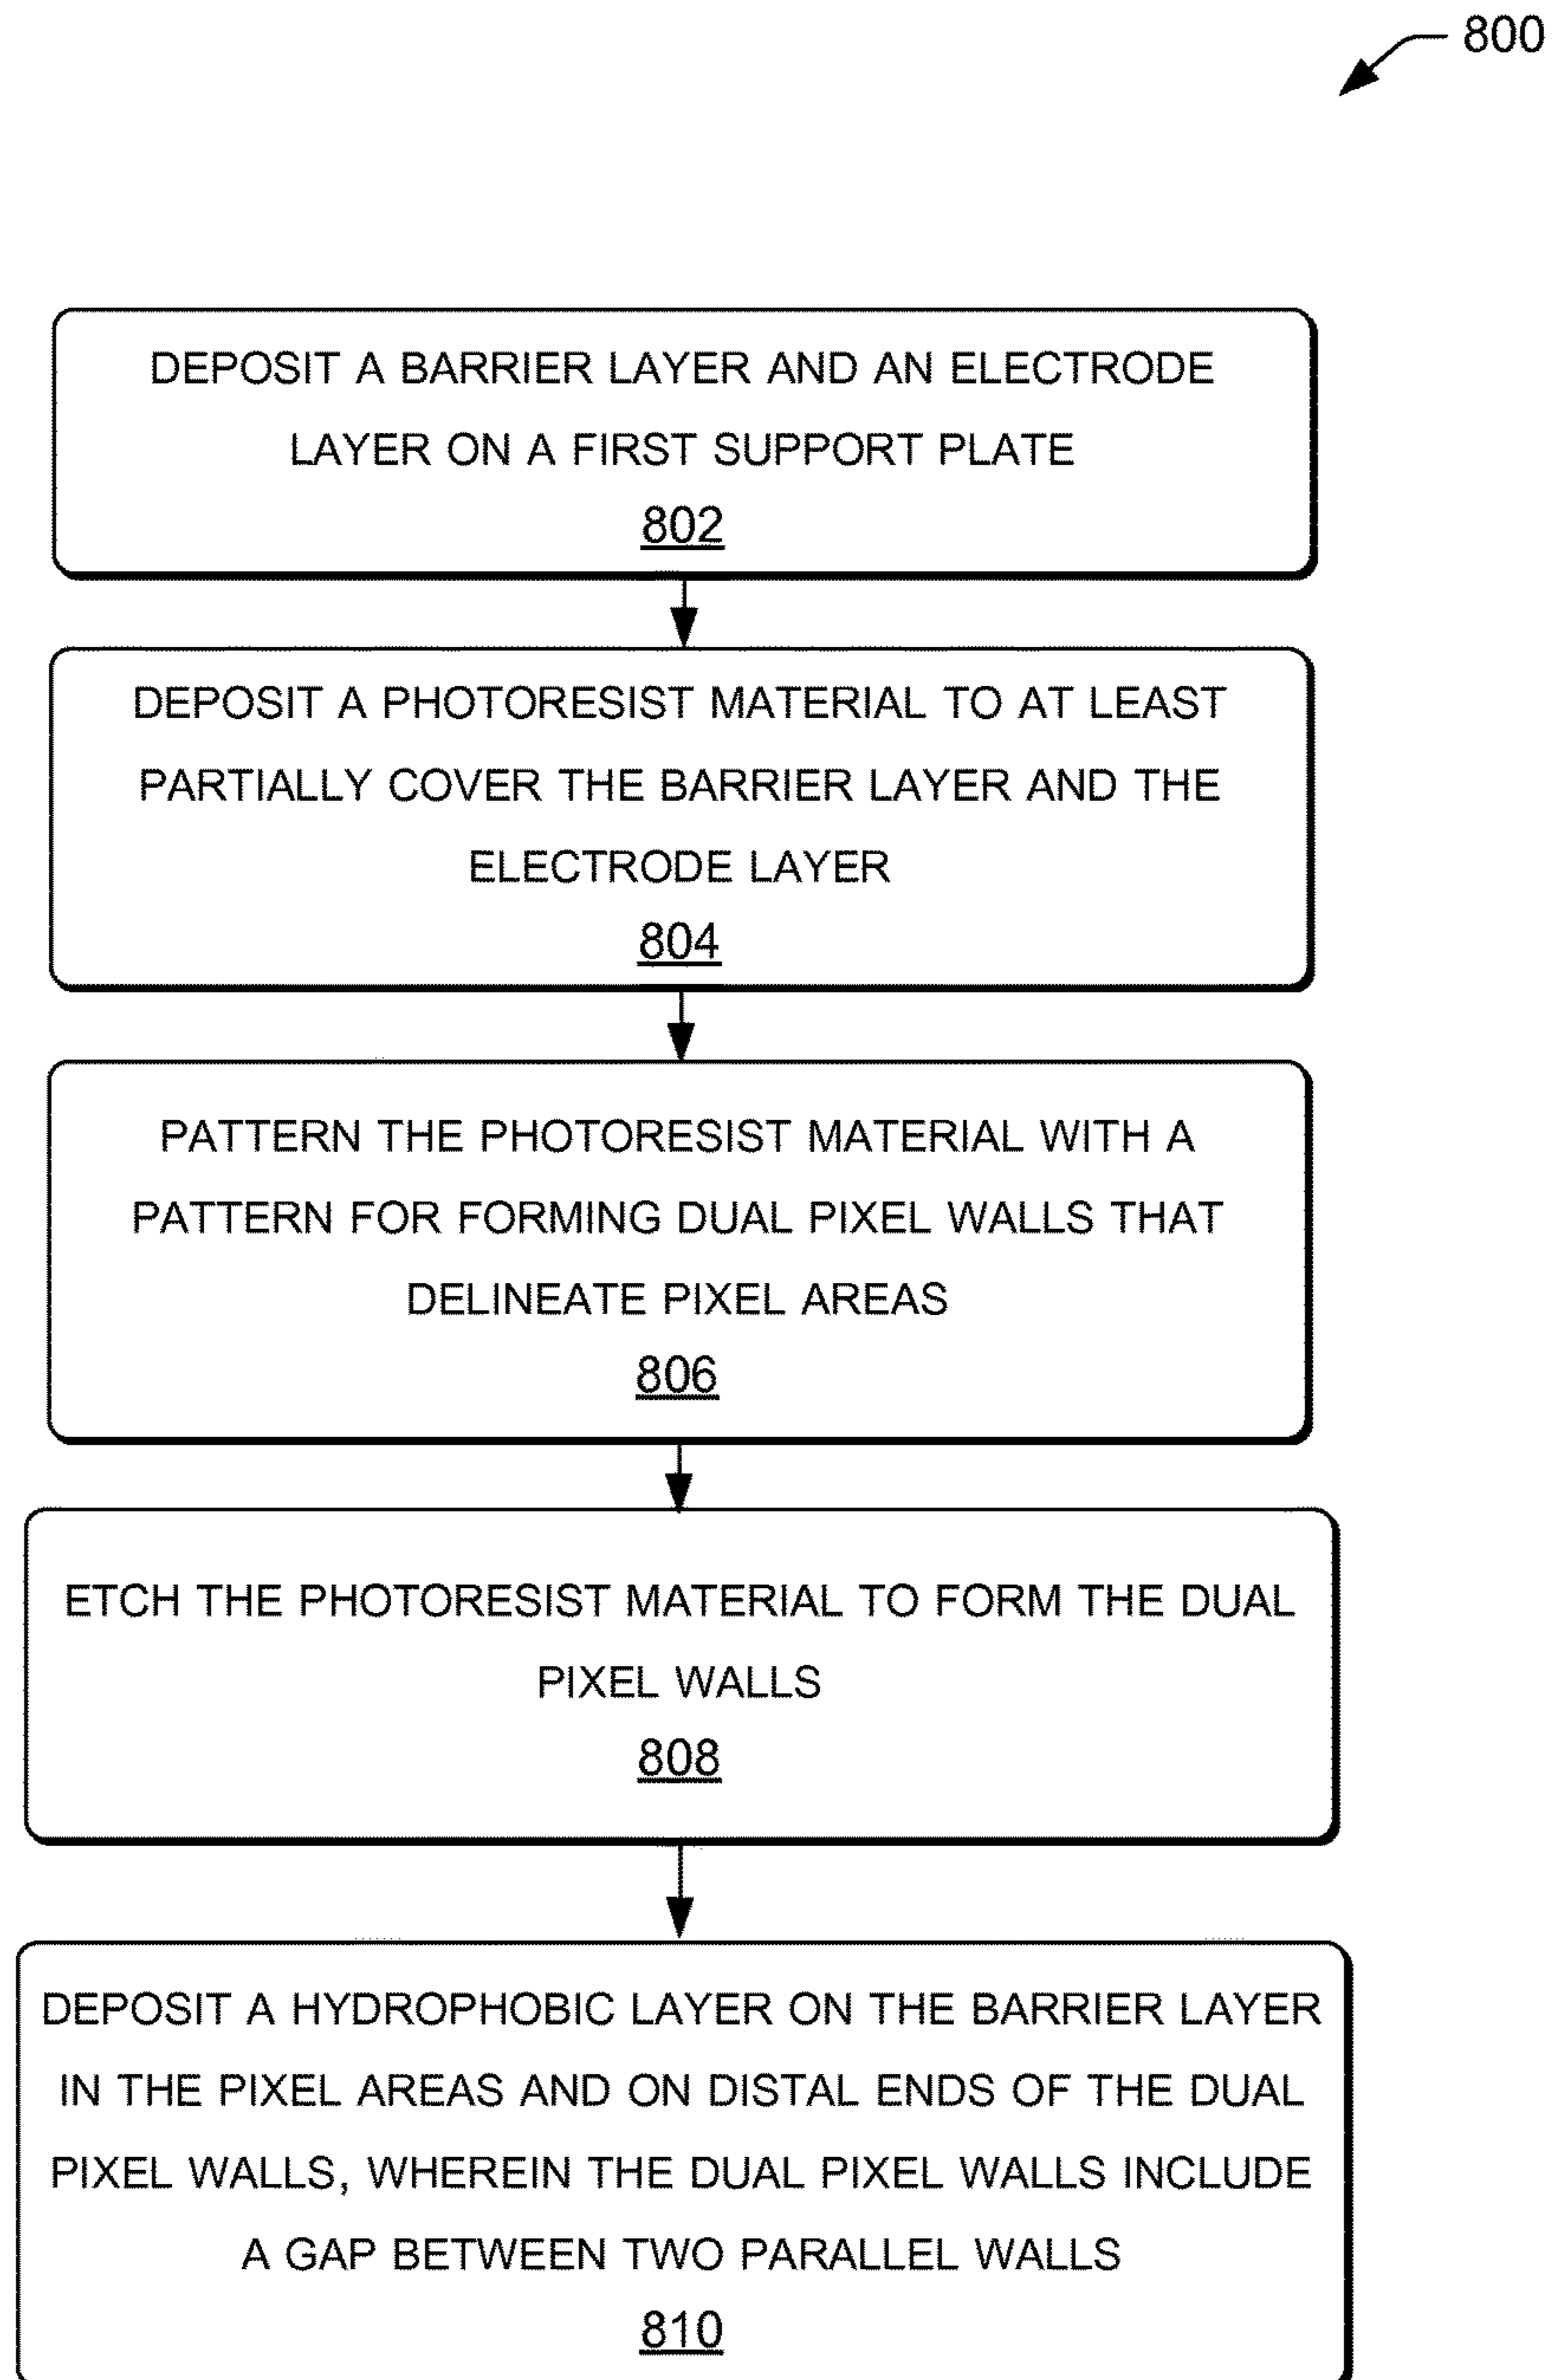 800
DEPOSIT A BARRIER LAYER AND AN ELECTRODE
LAYER ON A FIRST SUPPORT PLATE
802
DEPOSIT A PHOTORESIST MATERIAL TO AT LEAST
PARTIALLY COVER THE BARRIER LAYER AND THE
ELECTRODE LAYER
804
PATTERN THE PHOTORESIST MATERIAL WITH A
PATTERN FOR FORMING DUAL PIXEL WALLS THAT
DELINEATE PIXEL AREAS
806
ETCH THE PHOTORESIST MATERIAL TO FORM THE DUAL
PIXEL WALLS
808
DEPOSIT A HYDROPHOBIC LAYER ON THE BARRIER LAYER
IN THE PIXEL AREAS AND ON DISTAL ENDS OF THE DUAL
PIXEL WALLS, WHEREIN THE DUAL PIXEL WALLS INCLUDE
A GAP BETWEEN TWO PARALLEL WALLS
810